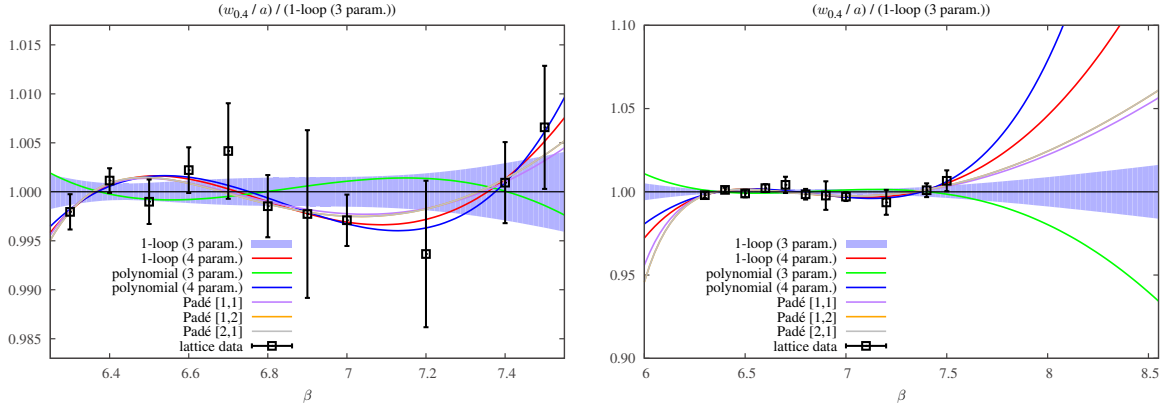 (w0.4 / a) / (1-loop (3 param.))
1.015
1.010
1.005
1.000
0.995
0.990
0.985
1-loop (3 param.)
1-loop (4 param.)
polynomial (3 param.)
polynomial (4 param.)
Padé [1,1]
Padé [1,2]
Padé [2,1]
lattice data
6.4
6.6
6.8
7
7.2
7.4
β
(w0.4 / a) / (1-loop (3 param.))
1.10
1.05
1.00
0.95
0.90
1-loop (3 param.)
1-loop (4 param.)
polynomial (3 param.)
polynomial (4 param.)
Padé [1,1]
Padé [1,2]
Padé [2,1]
lattice data
6
6.5
7
7.5
8
8.5
β